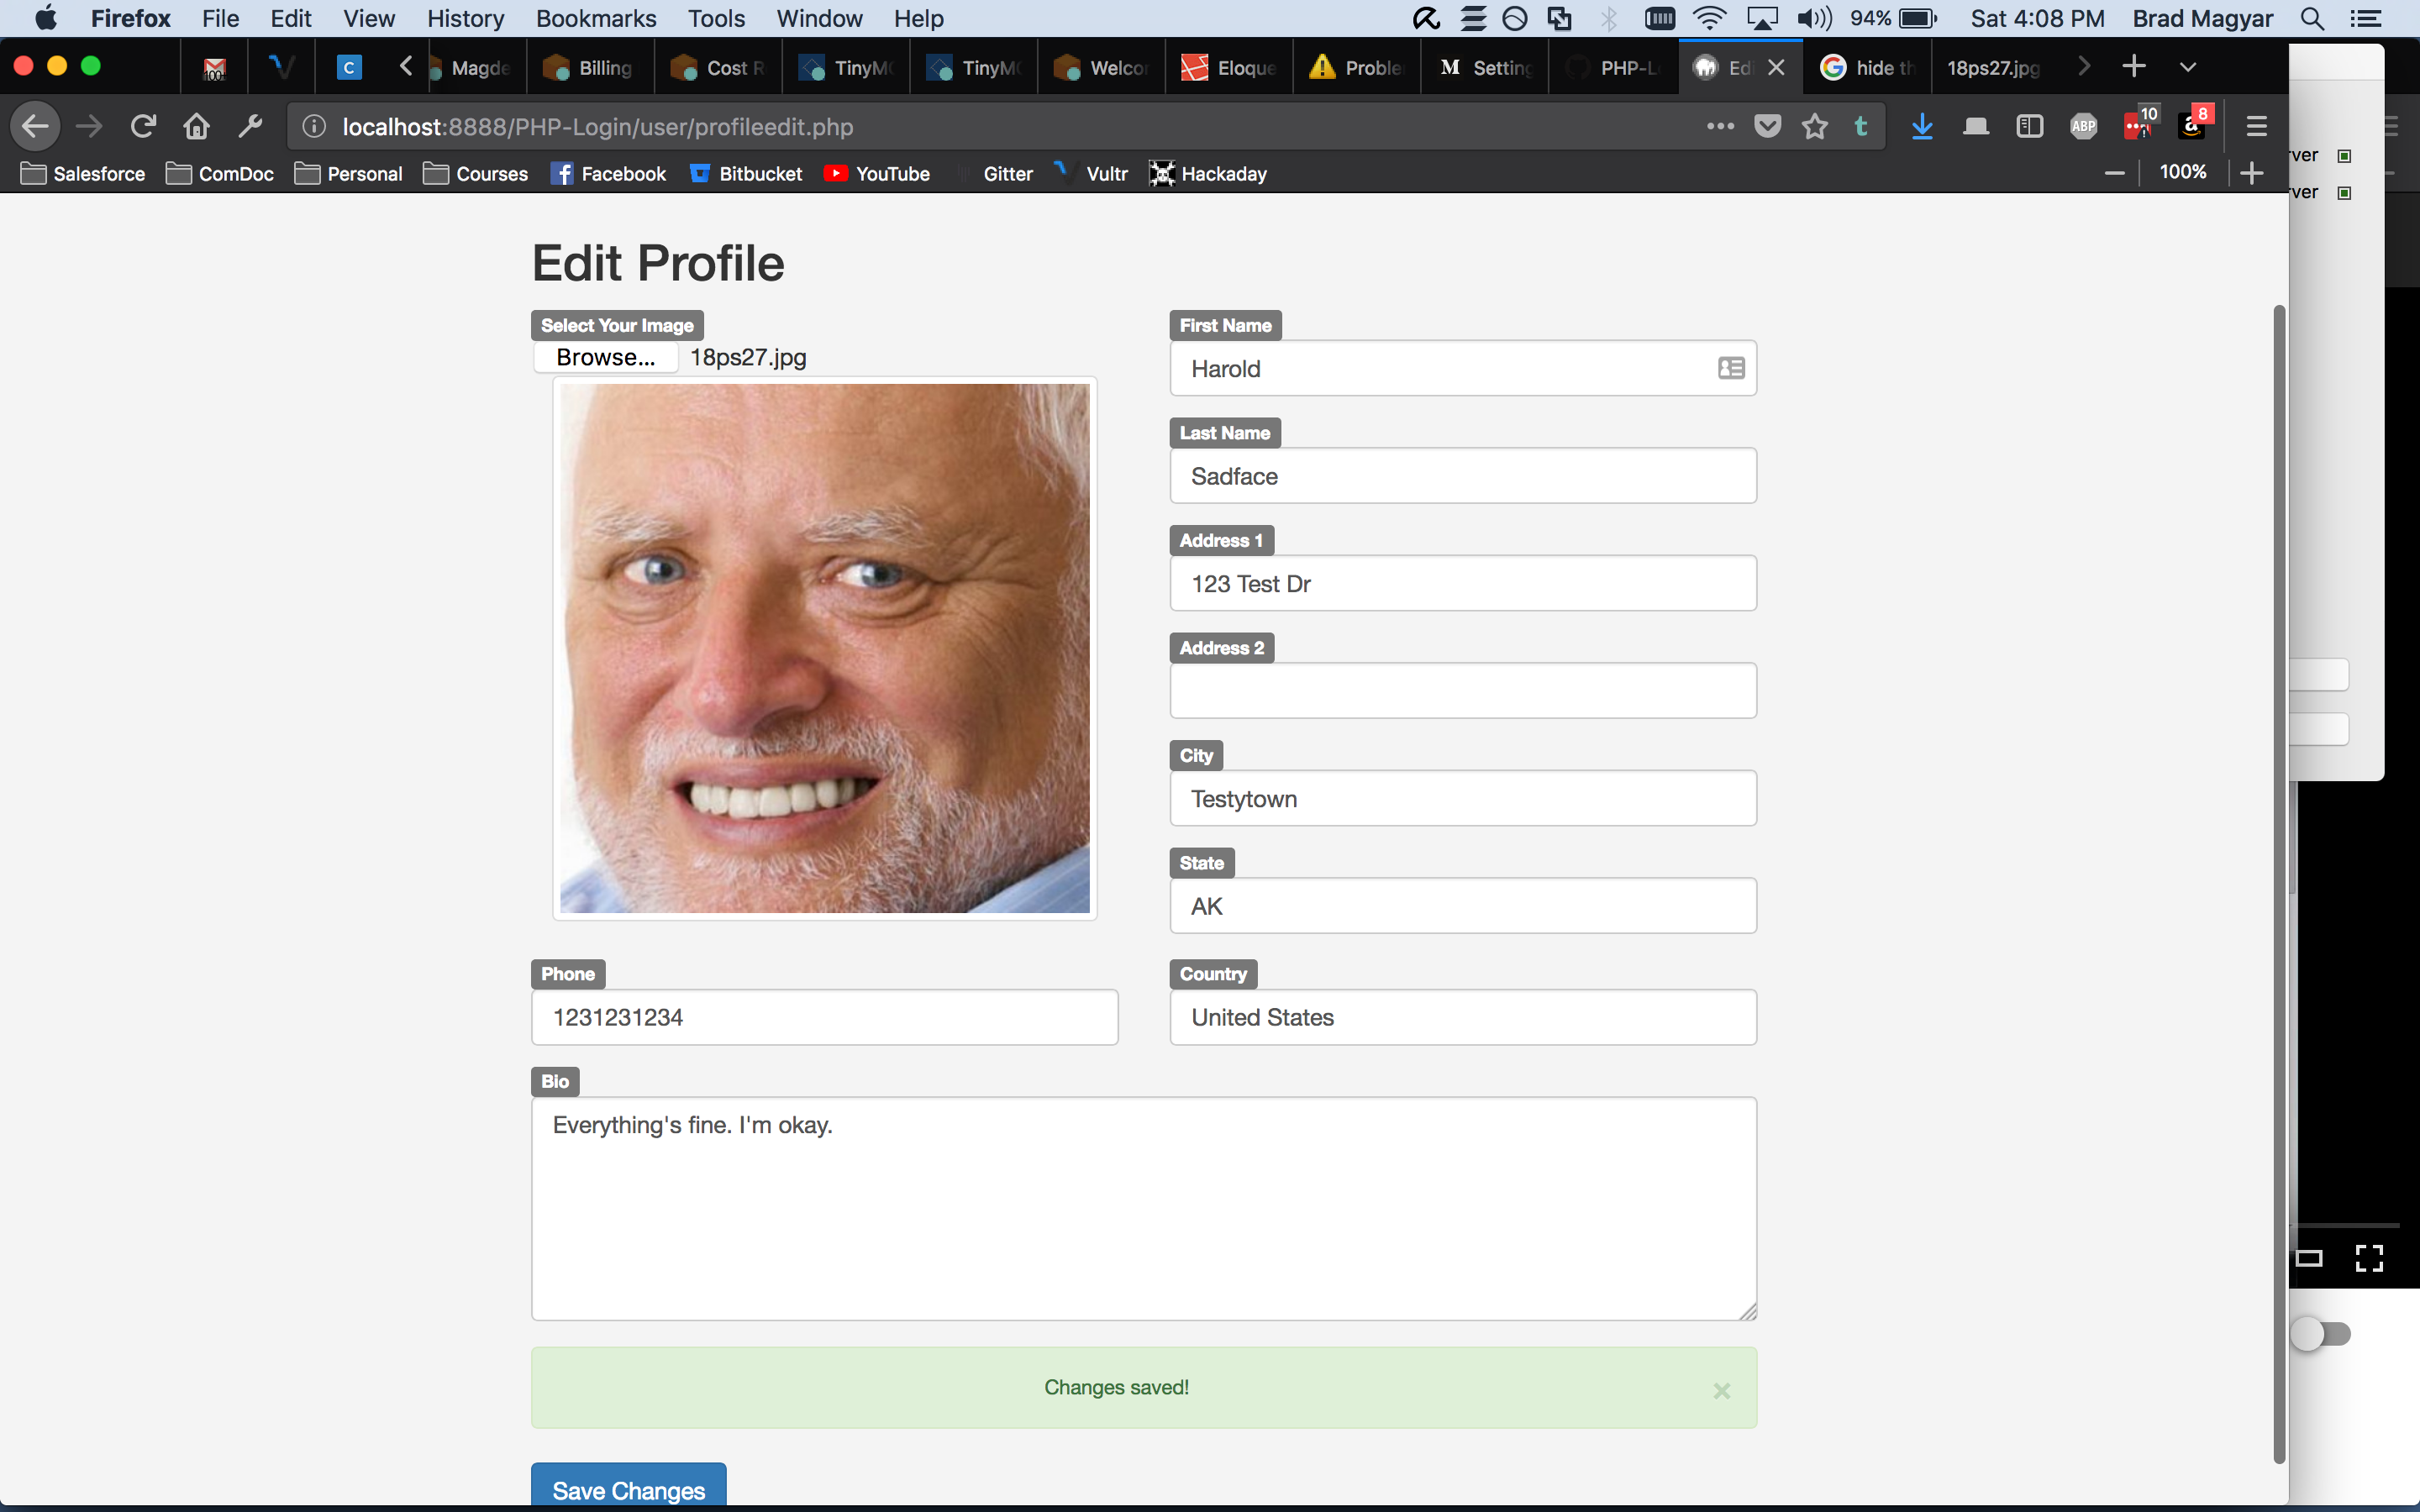 Firefox File Edit View History Bookmarks Tools Window Help 94% Sat 4:08 PM Brad Magyar
100+ C Magde Billing Cost R TinyM TinyM Welco Eloque Proble M Setting PHP-L Edi hide th 18ps27.jpg
localhost:8888/PHP-Login/user/profileedit.php t ABP 10 a 8
Salesforce ComDoc Personal Courses Facebook Bitbucket YouTube Gitter Vultr Hackaday 100%
ver
ver
Edit Profile
Select Your Image
Browse... 18ps27.jpg
First Name
Harold
Last Name
Sadface
Address 1
123 Test Dr
Address 2
City
Testytown
State
AK
Phone
1231231234
Country
United States
Bio
Everything's fine. I'm okay.
Changes saved! ×
Save Changes